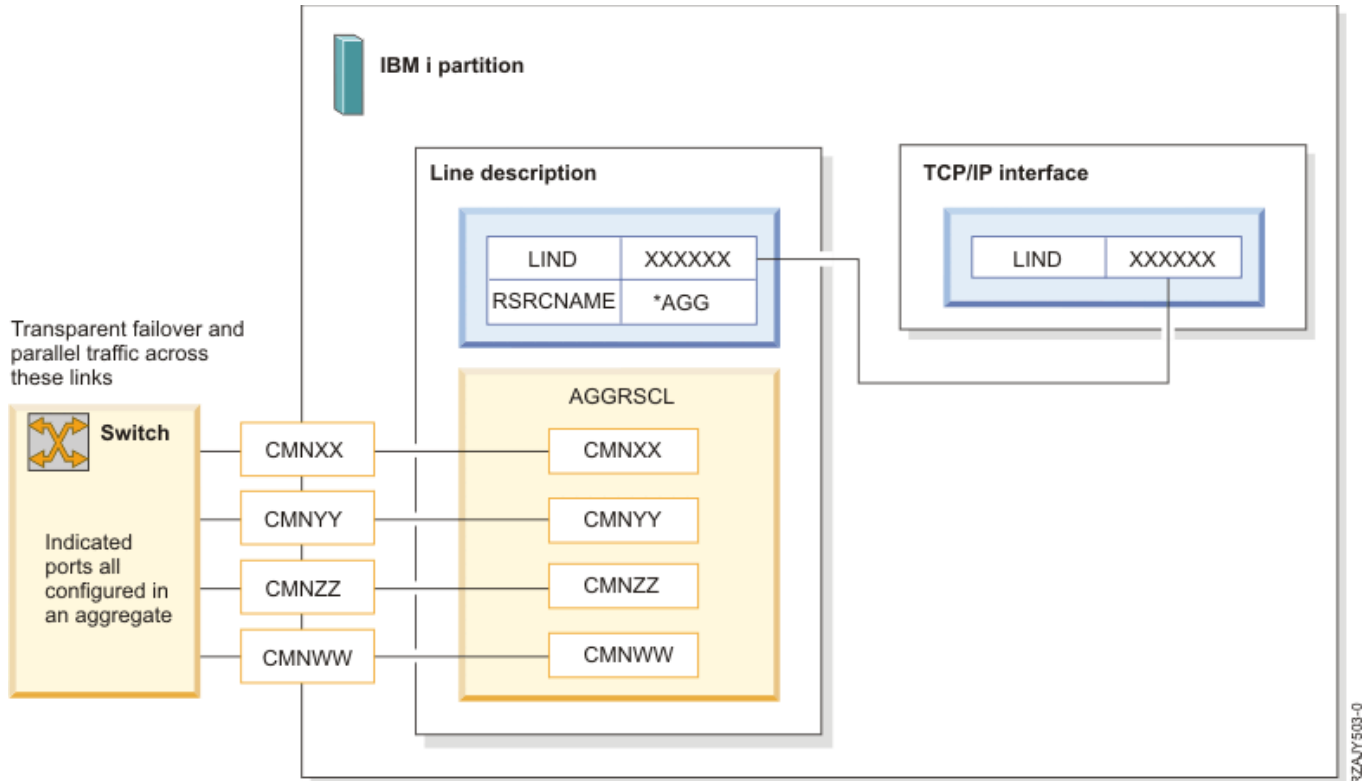 IBM i partition
Line description
TCP/IP interface
LIND XXXXXX
RSRCNAME *AGG
LIND XXXXXX
Transparent failover and
parallel traffic across
these links
Switch
Indicated
ports all
configured in
an aggregate
CMNXX
CMNYY
CMNZZ
CMNWW
AGGRSCL
CMNXX
CMNYY
CMNZZ
CMNWW
RZAJY503-0